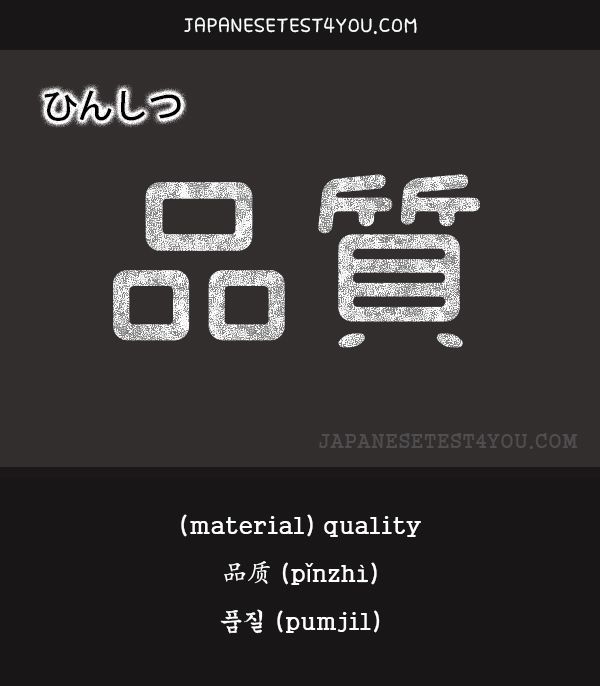 JAPANESETEST4YOU.COM
ひんしつ
品質
JAPANESETEST4YOU.COM
(material) quality
品质 (pǐnzhì)
품질 (pumjil)